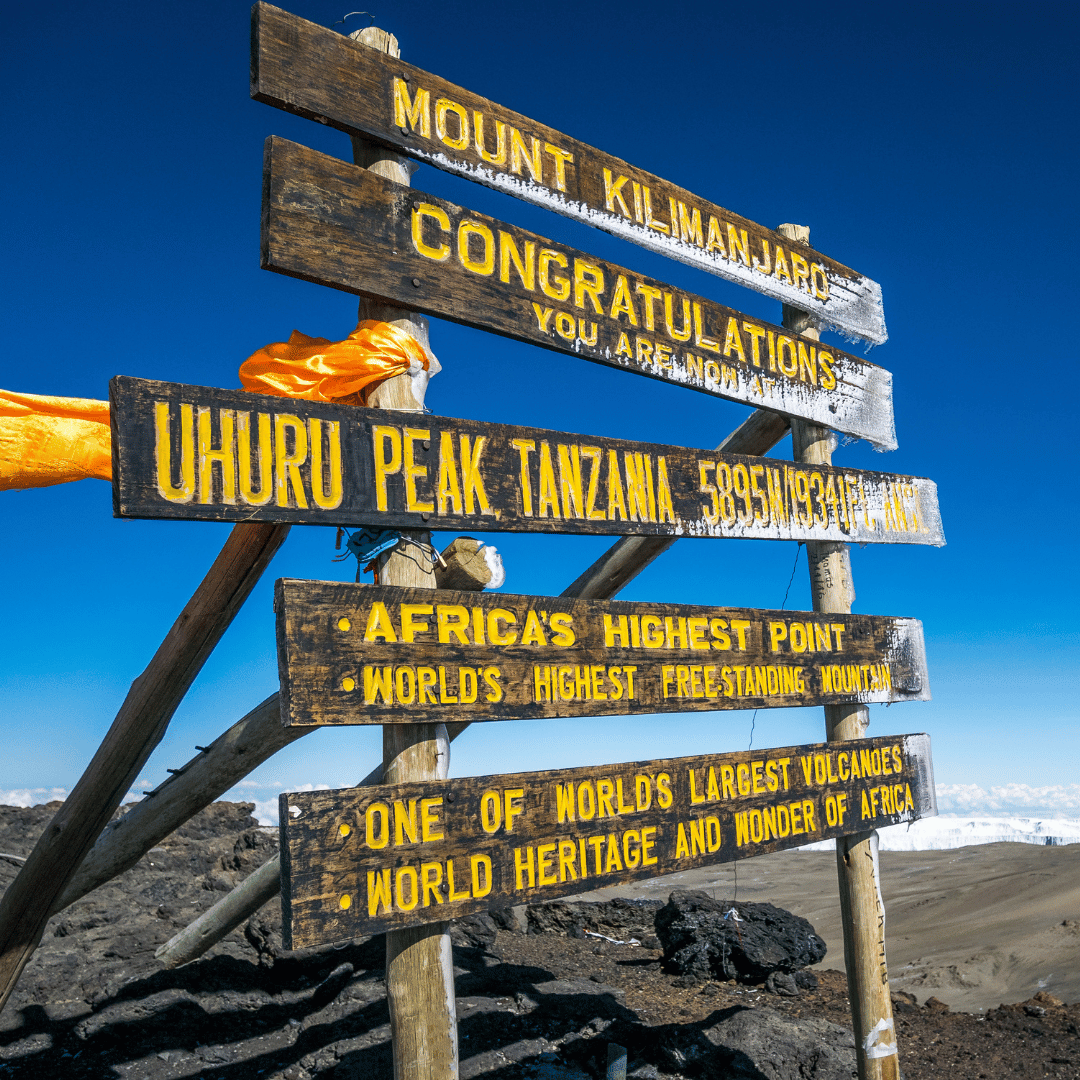 MOUNT KILIMANJARO
CONGRATULATIONS
YOU ARE NOW AT
UHURU PEAK, TANZANIA, 5895M/19341FT. AMSL
• AFRICA'S HIGHEST POINT
• WORLD'S HIGHEST FREE-STANDING MOUNTAIN
• ONE OF WORLD'S LARGEST VOLCANOES
• WORLD HERITAGE AND WONDER OF AFRICA